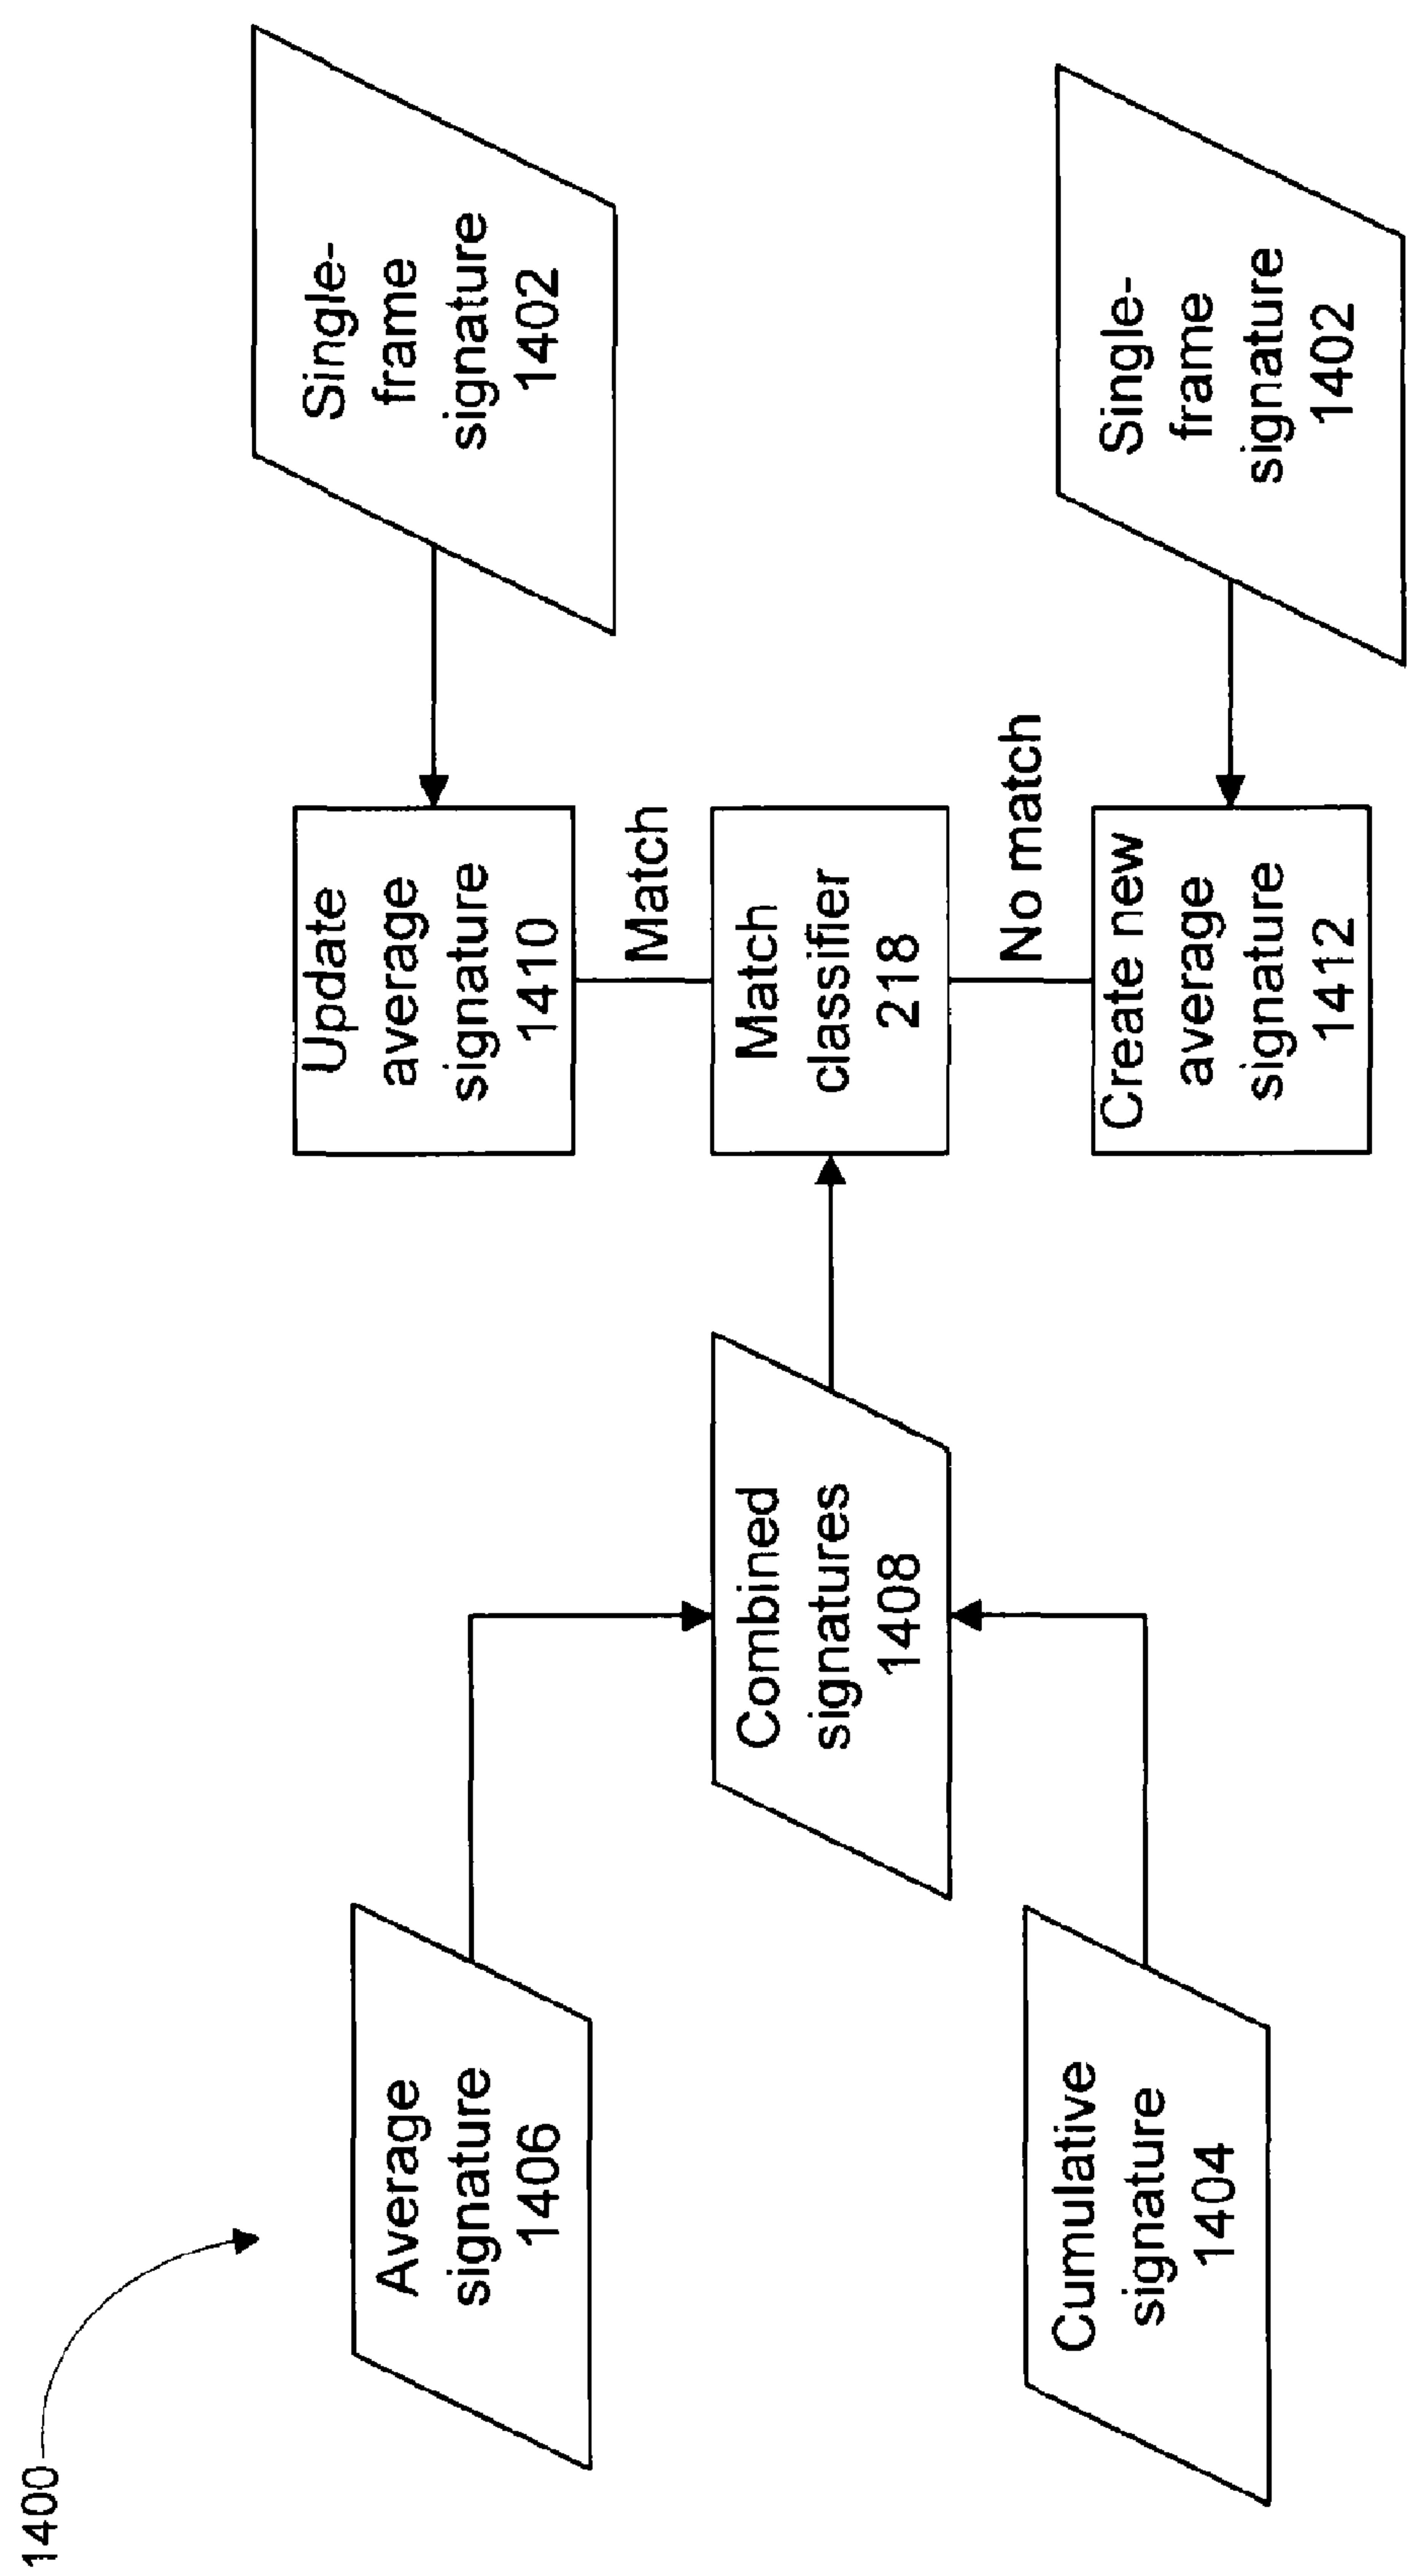 1400
Average
signature
1406
Cumulative
signature
1404
Combined
signatures
1408
Update
average
signature
1410
Match
Match
classifier
218
No match
Create new
average
signature
1412
Single-
frame
signature
1402
Single-
frame
signature
1402